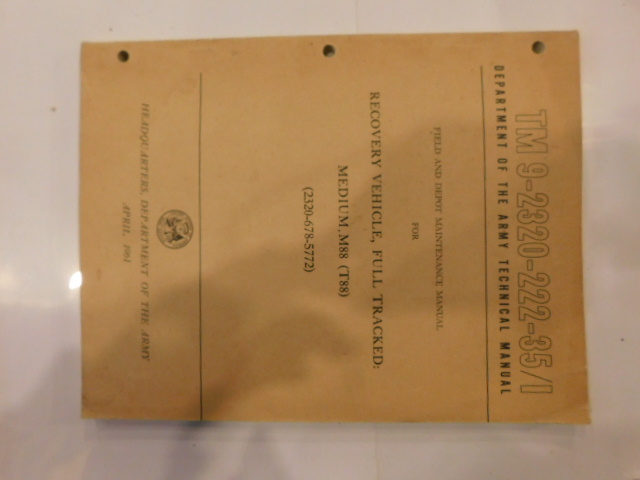 TM 9-2320-222-35/1
DEPARTMENT OF THE ARMY TECHNICAL MANUAL
FIELD AND DEPOT MAINTENANCE MANUAL
FOR
RECOVERY VEHICLE, FULL TRACKED:
MEDIUM, M88 (T88)
(2320-678-5772)
HEADQUARTERS, DEPARTMENT OF THE ARMY
APRIL 1961